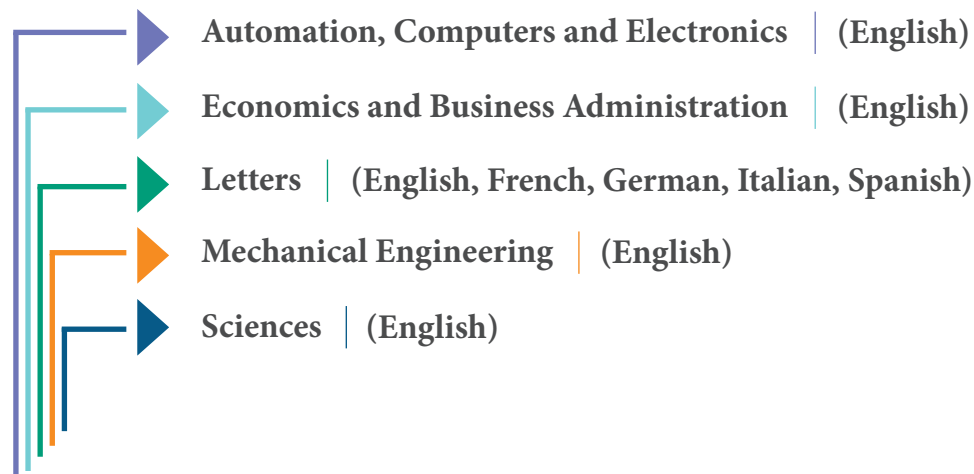 Automation, Computers and Electronics (English)
Economics and Business Administration (English)
Letters (English, French, German, Italian, Spanish)
Mechanical Engineering (English)
Sciences (English)